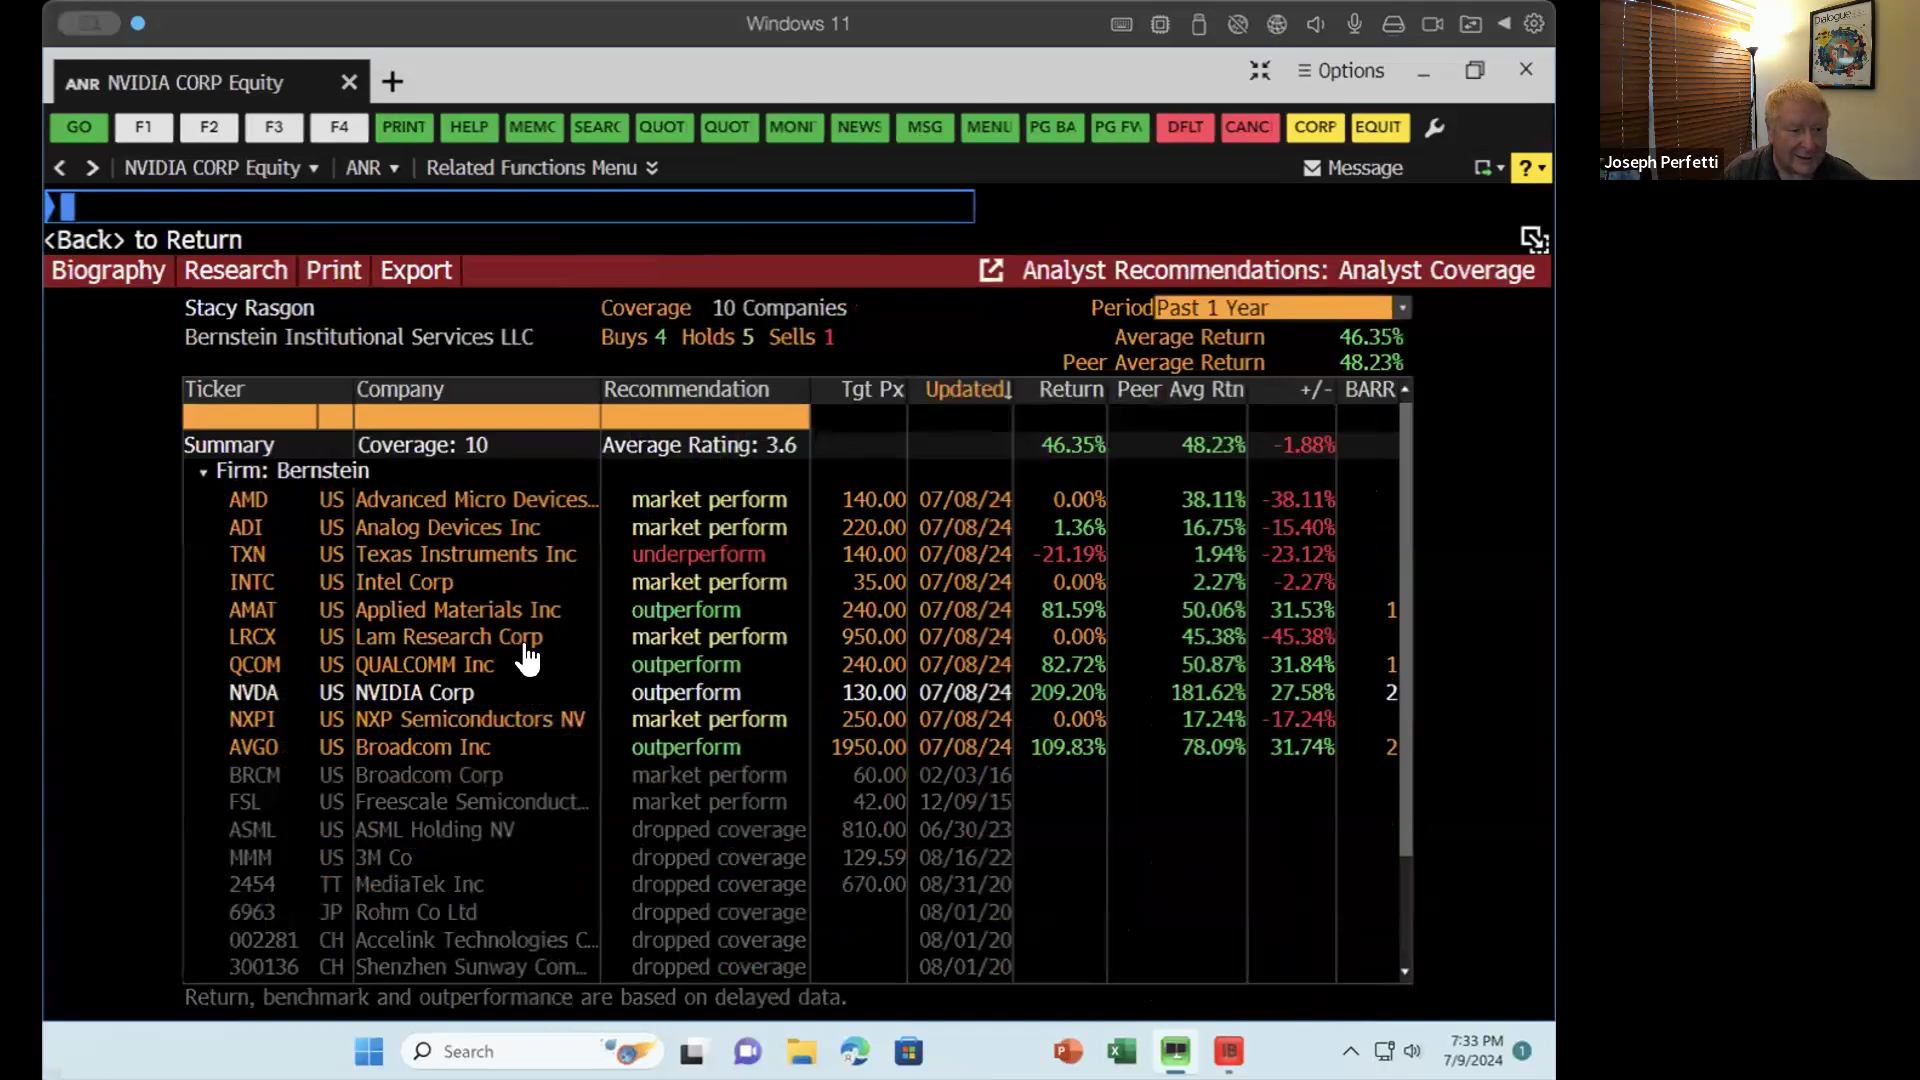 Windows 11
ANR NVIDIA CORP Equity
Options
GO F1 F2 F3 F4 PRINT HELP MEMC SEARC QUOT QUOT MONI NEWS MSG MENU PG BA PG FW DFLT CANC CORP EQUIT
NVIDIA CORP Equity ANR Related Functions Menu Message ?
<Back> to Return
Biography Research Print Export Analyst Recommendations: Analyst Coverage
Stacy Rasgon Coverage 10 Companies Period Past 1 Year
Bernstein Institutional Services LLC Buys 4 Holds 5 Sells 1 Average Return 46.35%
Peer Average Return 48.23%
Ticker Company Recommendation Tgt Px Updated↓ Return Peer Avg Rtn +/- BARR
Summary Coverage: 10 Average Rating: 3.6 46.35% 48.23% -1.88%
Firm: Bernstein
AMD US Advanced Micro Devices... market perform 140.00 07/08/24 0.00% 38.11% -38.11%
ADI US Analog Devices Inc market perform 220.00 07/08/24 1.36% 16.75% -15.40%
TXN US Texas Instruments Inc underperform 140.00 07/08/24 -21.19% 1.94% -23.12%
INTC US Intel Corp market perform 35.00 07/08/24 0.00% 2.27% -2.27%
AMAT US Applied Materials Inc outperform 240.00 07/08/24 81.59% 50.06% 31.53% 1
LRCX US Lam Research Corp market perform 950.00 07/08/24 0.00% 45.38% -45.38%
QCOM US QUALCOMM Inc outperform 240.00 07/08/24 82.72% 50.87% 31.84% 1
NVDA US NVIDIA Corp outperform 130.00 07/08/24 209.20% 181.62% 27.58% 2
NXPI US NXP Semiconductors NV market perform 250.00 07/08/24 0.00% 17.24% -17.24%
AVGO US Broadcom Inc outperform 1950.00 07/08/24 109.83% 78.09% 31.74% 2
BRCM US Broadcom Corp market perform 60.00 02/03/16
FSL US Freescale Semiconduct... market perform 42.00 12/09/15
ASML US ASML Holding NV dropped coverage 810.00 06/30/23
MMM US 3M Co dropped coverage 129.59 08/16/22
2454 TT MediaTek Inc dropped coverage 670.00 08/31/20
6963 JP Rohm Co Ltd dropped coverage 08/01/20
002281 CH Accelink Technologies C... dropped coverage 08/01/20
300136 CH Shenzhen Sunway Com... dropped coverage 08/01/20
Return, benchmark and outperformance are based on delayed data.
Search
7:33 PM
7/9/2024
1
Dialogue
Joseph Perfetti